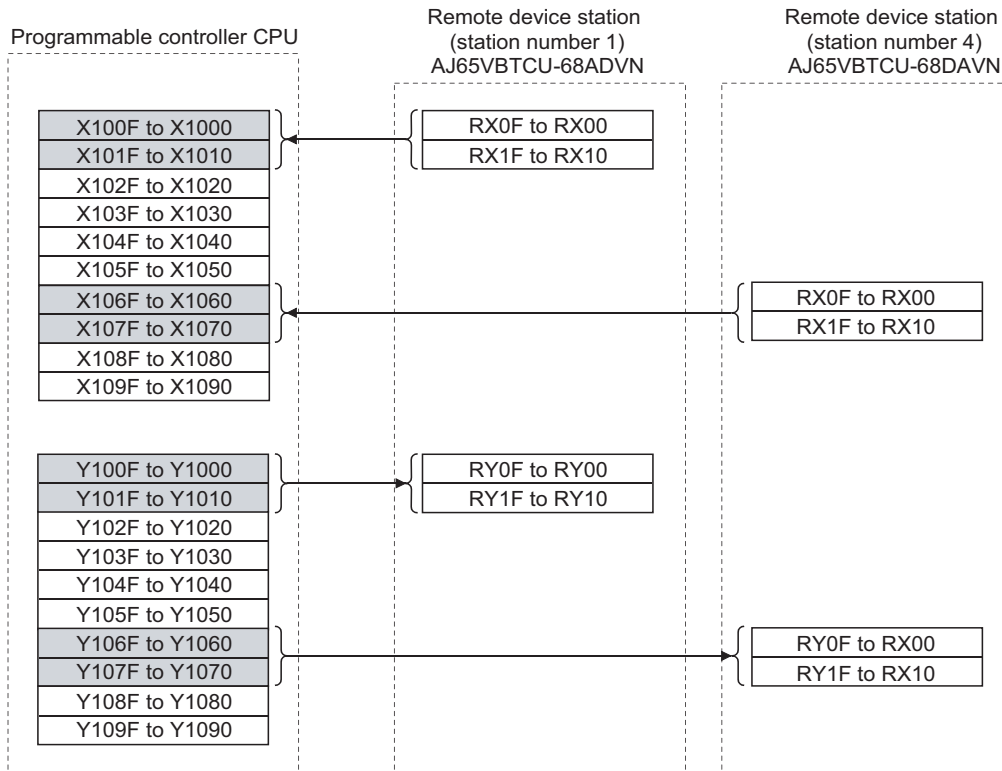 Programmable controller CPU
Remote device station
(station number 1)
AJ65VBTCU-68ADVN
Remote device station
(station number 4)
AJ65VBTCU-68DAVN
X100F to X1000
X101F to X1010
X102F to X1020
X103F to X1030
X104F to X1040
X105F to X1050
X106F to X1060
X107F to X1070
X108F to X1080
X109F to X1090
RX0F to RX00
RX1F to RX10
RX0F to RX00
RX1F to RX10
Y100F to Y1000
Y101F to Y1010
Y102F to Y1020
Y103F to Y1030
Y104F to Y1040
Y105F to Y1050
Y106F to Y1060
Y107F to Y1070
Y108F to Y1080
Y109F to Y1090
RY0F to RY00
RY1F to RY10
RY0F to RX00
RY1F to RX10